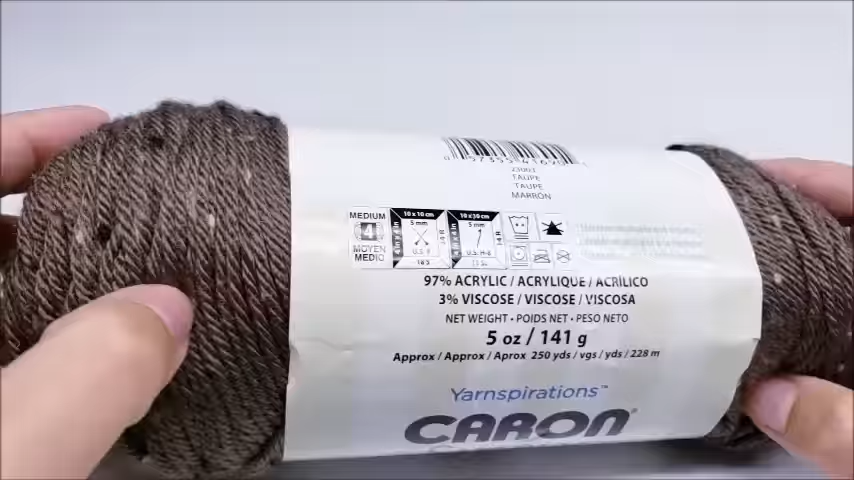 TAUPE
TAUPE
MARRON
MEDIUM
4
MOYEN
MEDIO
10 x 10 cm
5 mm
10 x 10 cm
5 mm
97% ACRYLIC / ACRYLIQUE / ACRÍLICO
3% VISCOSE / VISCOSE / VISCOSA
NET WEIGHT • POIDS NET • PESO NETO
5 oz / 141 g
Approx / Approx / Aprox 250 yds / vgs / yds / 228 m
Yarnspirations™
CARON®